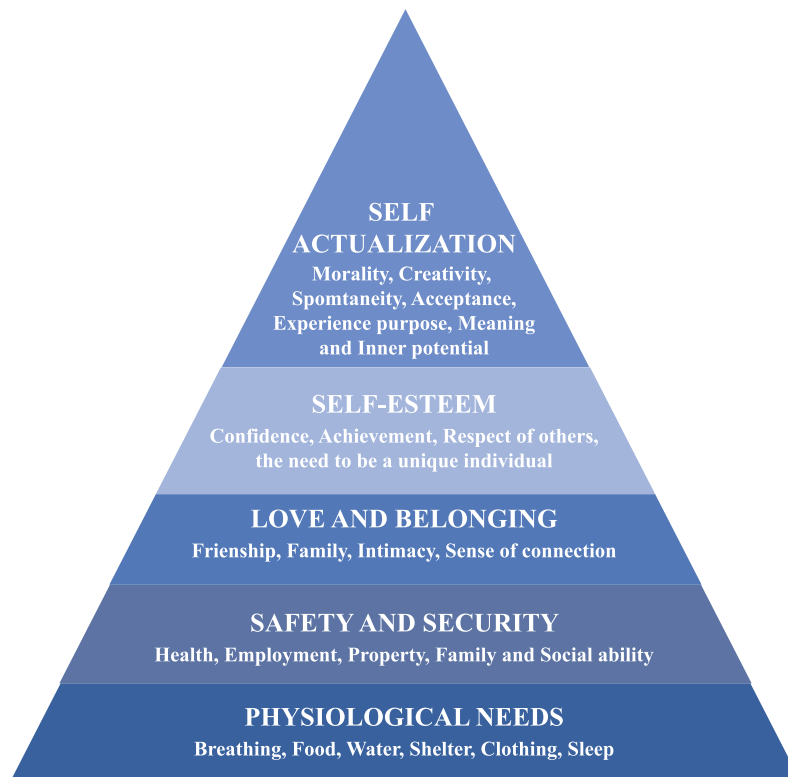 SELF
ACTUALIZATION
Morality, Creativity,
Spomtaneity, Acceptance,
Experience purpose, Meaning
and Inner potential
SELF-ESTEEM
Confidence, Achievement, Respect of others,
the need to be a unique individual
LOVE AND BELONGING
Frienship, Family, Intimacy, Sense of connection
SAFETY AND SECURITY
Health, Employment, Property, Family and Social ability
PHYSIOLOGICAL NEEDS
Breathing, Food, Water, Shelter, Clothing, Sleep